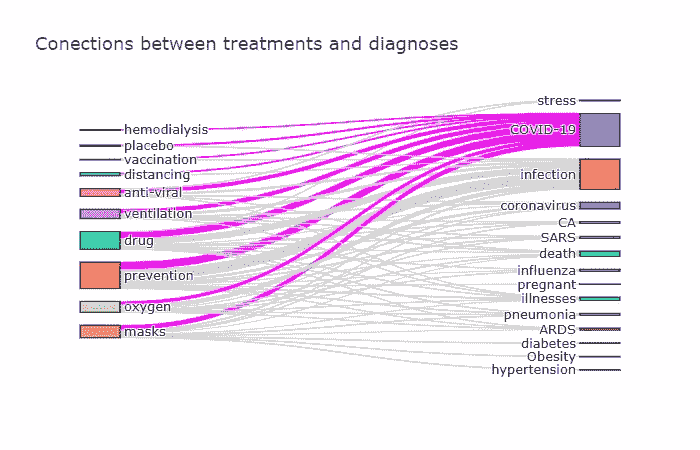 Conections between treatments and diagnoses
hemodialysis
placebo
vaccination
distancing
anti-viral
ventilation
drug
prevention
oxygen
masks
stress
COVID-19
infection
coronavirus
CA
SARS
death
influenza
pregnant
illnesses
pneumonia
ARDS
diabetes
Obesity
hypertension